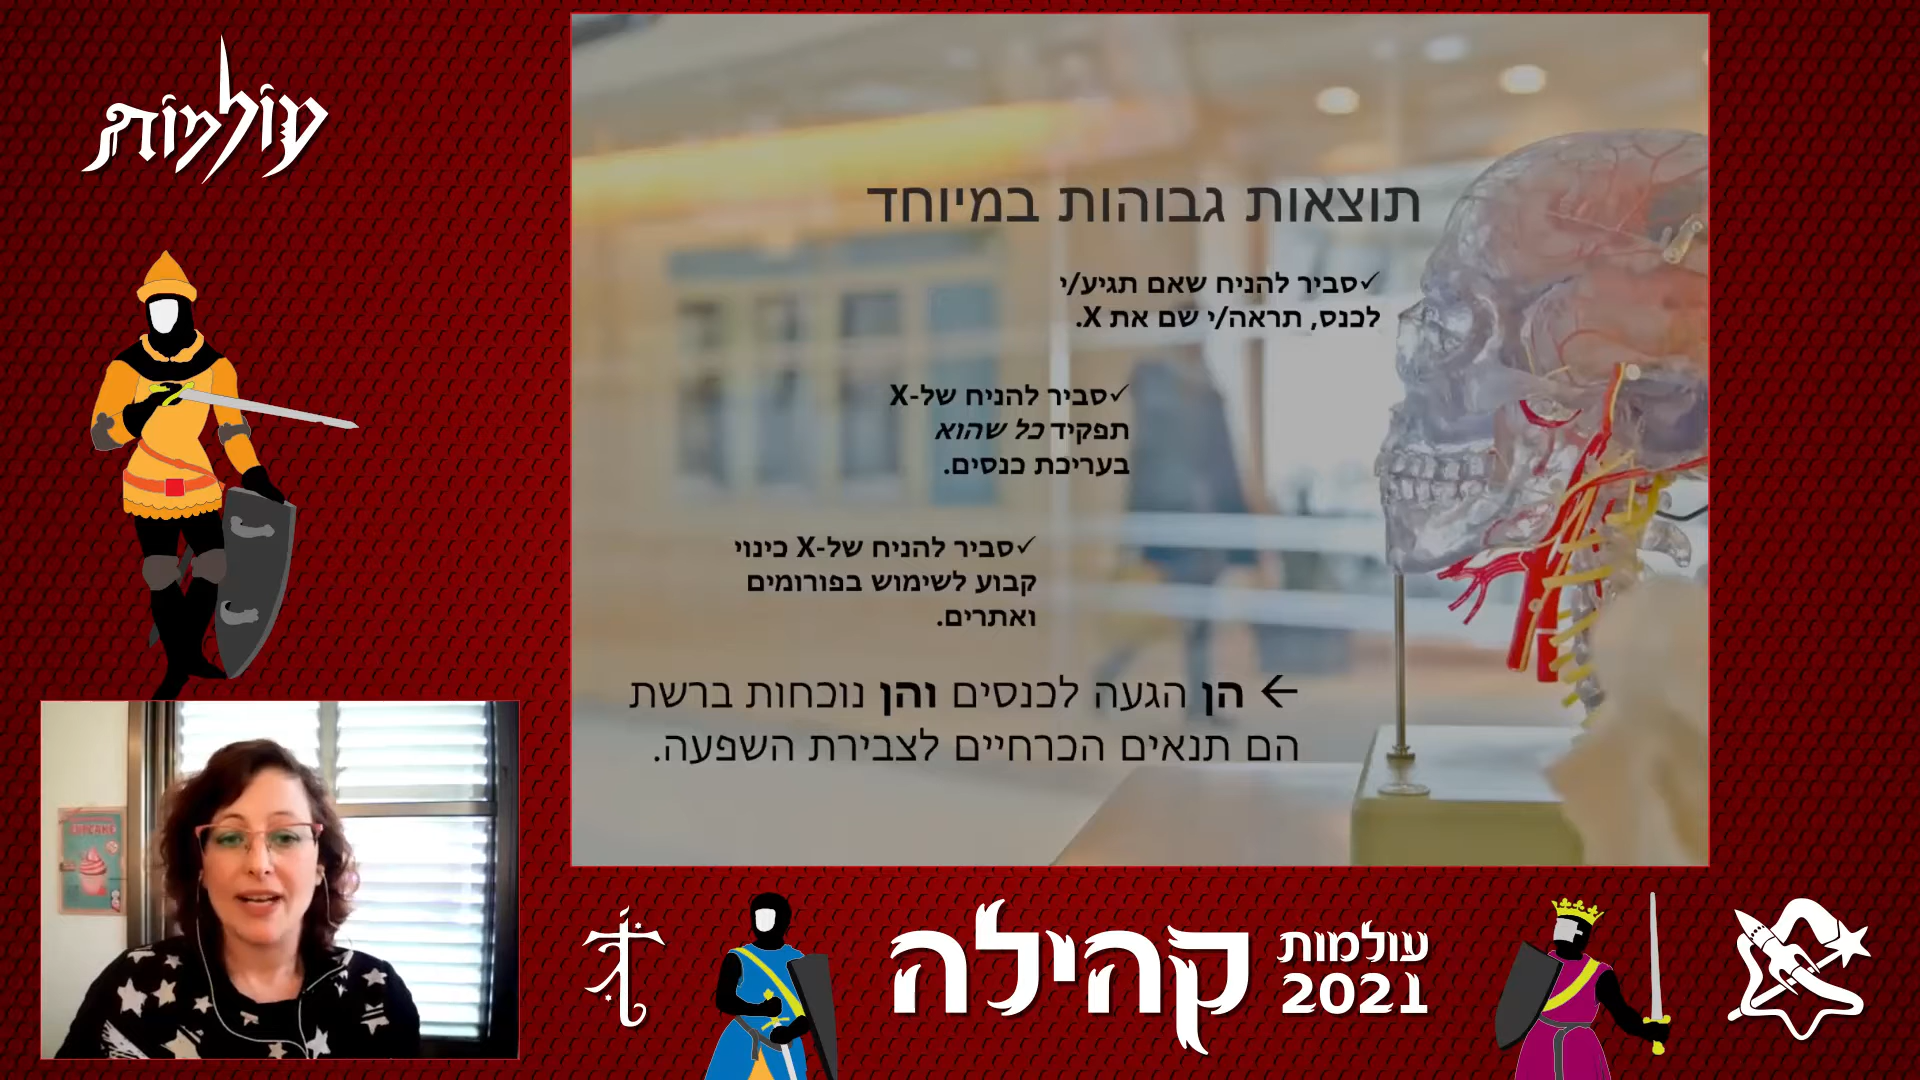 עולמות
תוצאות גבוהות במיוחד
✓סביר להניח שאם תגיע/י
לכנס, תראה/י שם את X.
✓סביר להניח של-X
תפקיד כל שהוא
בעריכת כנסים.
✓סביר להניח של-X כינוי
קבוע לשימוש בפורומים
ואתרים.
← הן הגעה לכנסים והן נוכחות ברשת
הם תנאים הכרחיים לצבירת השפעה.
CUPCAKE
קהילה
עולמות
2021